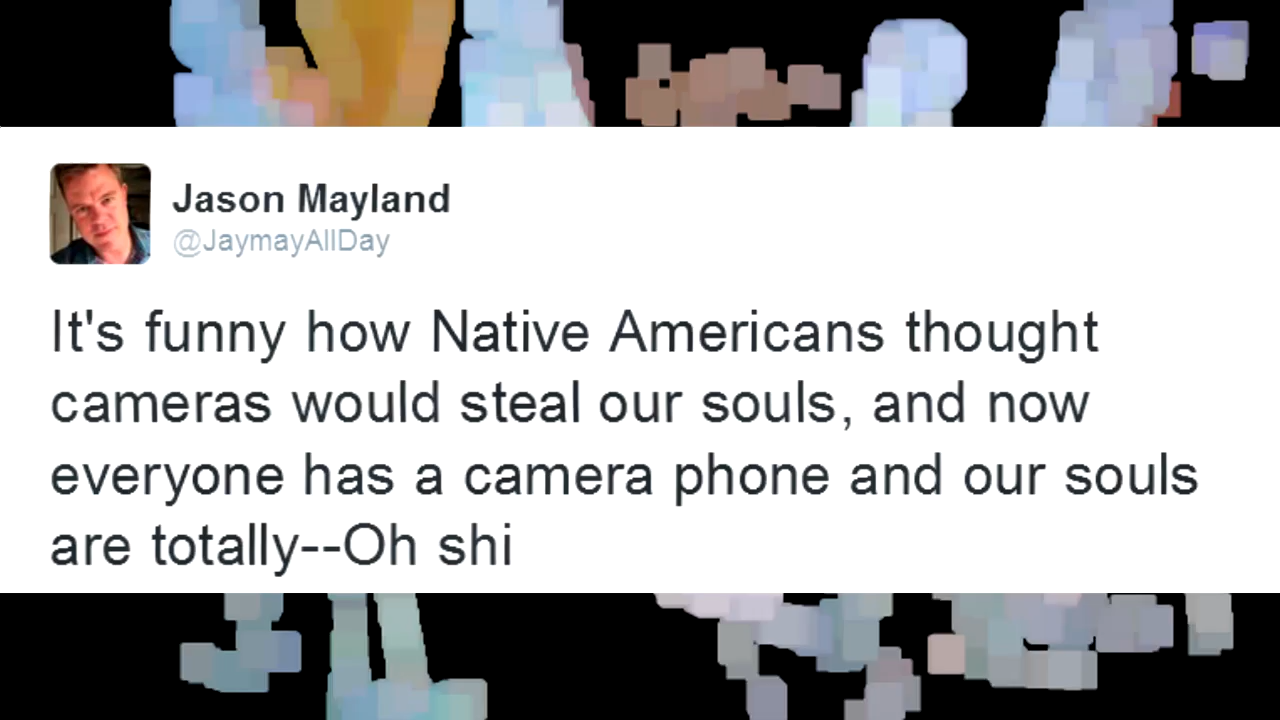 Jason Mayland
@JaymayAllDay
It's funny how Native Americans thought
cameras would steal our souls, and now
everyone has a camera phone and our souls
are totally--Oh shi